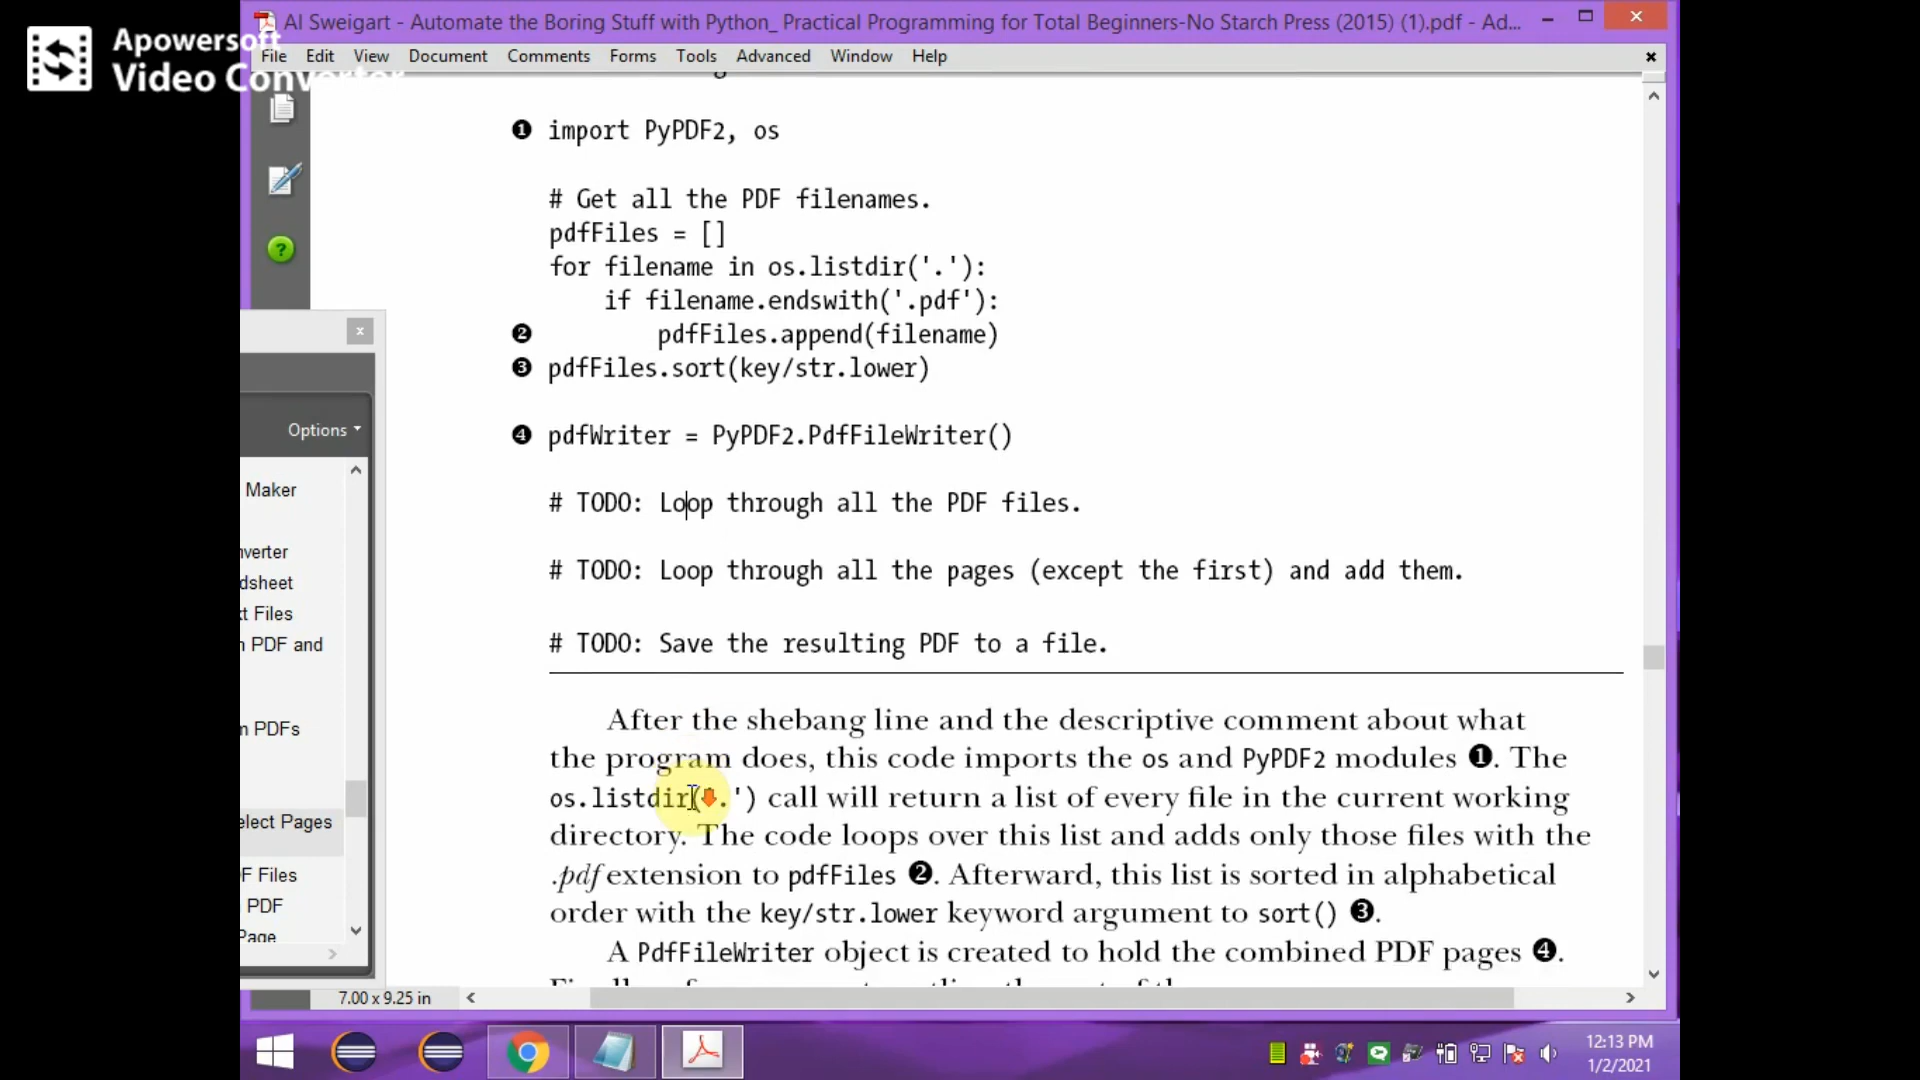 Al Sweigart - Automate the Boring Stuff with Python_ Practical Programming for Total Beginners-No Starch Press (2015) (1).pdf - Ad...
Apowersoft
Video Converter
File Edit View Document Comments Forms Tools Advanced Window Help
❶ import PyPDF2, os
# Get all the PDF filenames.
pdfFiles = []
for filename in os.listdir('.'):
if filename.endswith('.pdf'):
❷ pdfFiles.append(filename)
❸ pdfFiles.sort(key/str.lower)
❹ pdfWriter = PyPDF2.PdfFileWriter()
# TODO: Loop through all the PDF files.
# TODO: Loop through all the pages (except the first) and add them.
# TODO: Save the resulting PDF to a file.
After the shebang line and the descriptive comment about what
the program does, this code imports the os and PyPDF2 modules ❶. The
os.listdir('.') call will return a list of every file in the current working
directory. The code loops over this list and adds only those files with the
.pdf extension to pdfFiles ❷. Afterward, this list is sorted in alphabetical
order with the key/str.lower keyword argument to sort() ❸.
A PdfFileWriter object is created to hold the combined PDF pages ❹.
Options
Maker
nverter
dsheet
xt Files
n PDF and
n PDFs
elect Pages
F Files
PDF
Page
7.00 x 9.25 in
12:13 PM
1/2/2021